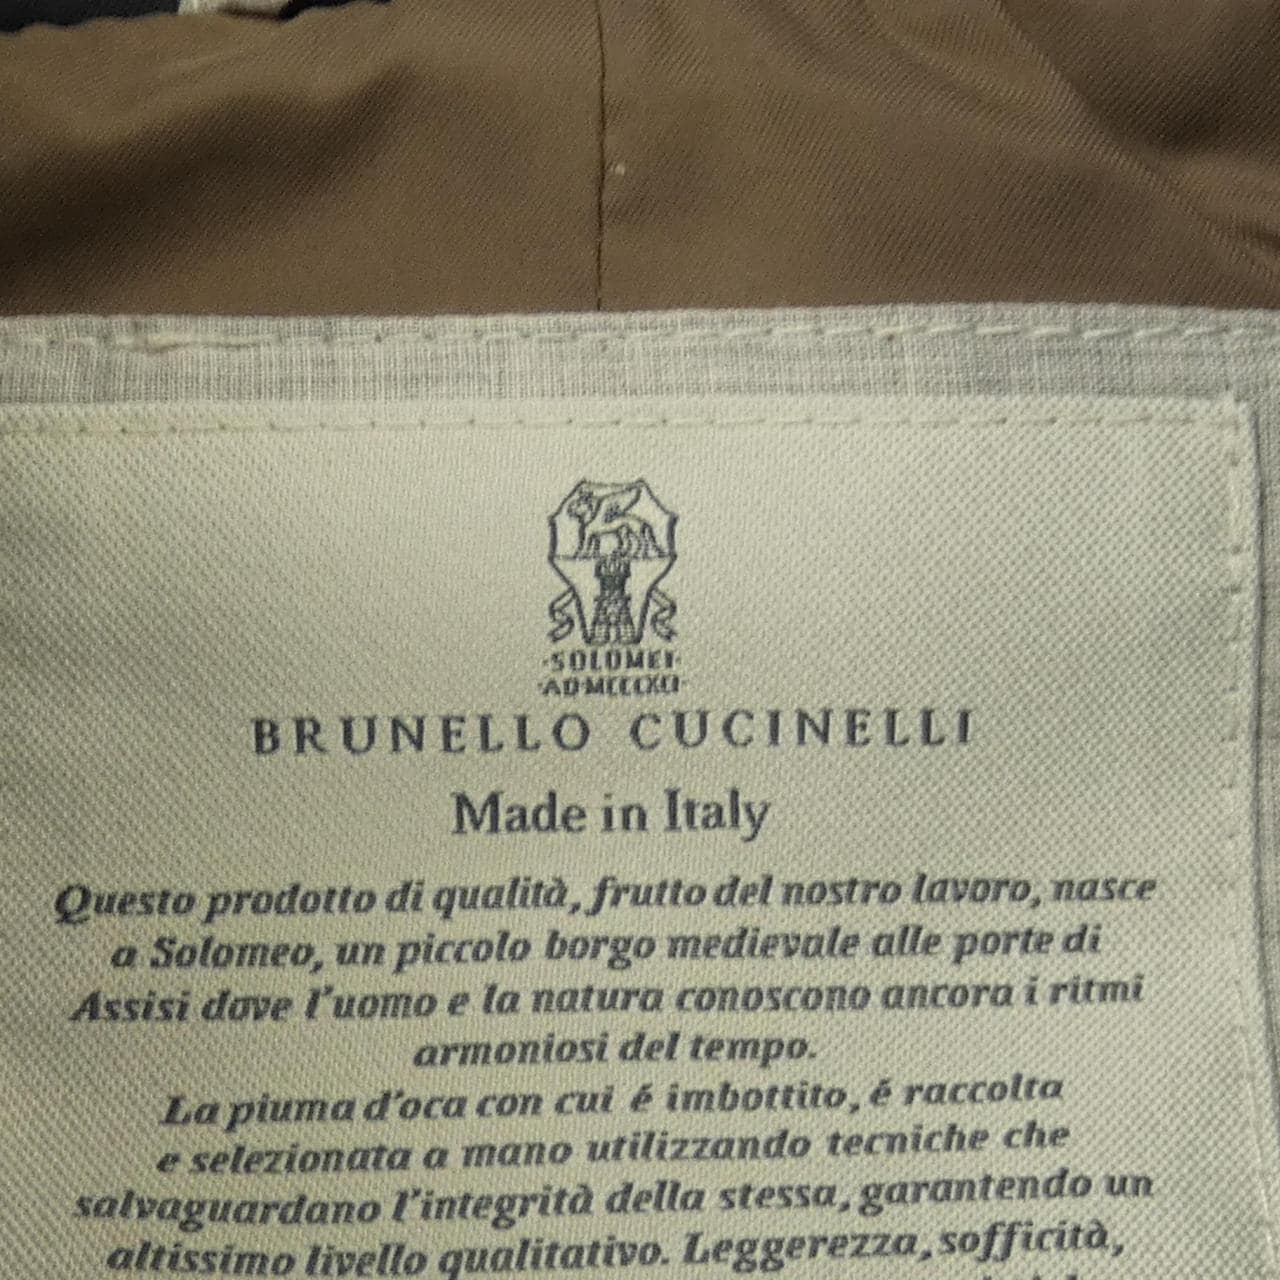 ·SOLOMEI·
·AD·MCCCXCI·
BRUNELLO CUCINELLI
Made in Italy
Questo prodotto di qualità, frutto del nostro lavoro, nasce
a Solomeo, un piccolo borgo medievale alle porte di
Assisi dove l'uomo e la natura conoscono ancora i ritmi
armoniosi del tempo.
La piuma d'oca con cui é imbottito, é raccolta
e selezionata a mano utilizzando tecniche che
salvaguardano l'integrità della stessa, garantendo un
altissimo livello qualitativo. Leggerezza, sofficità,